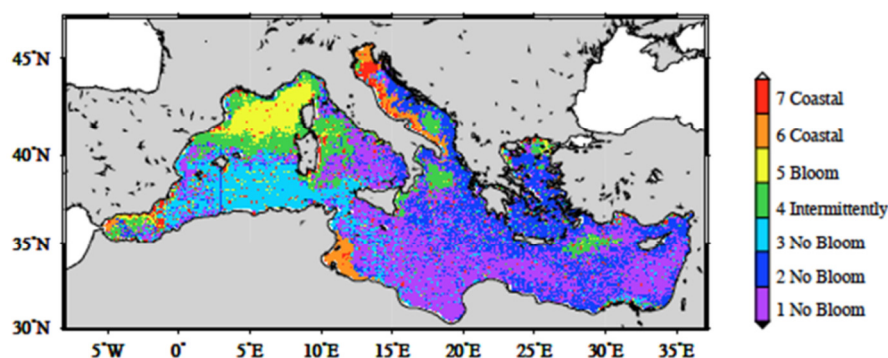 45°N
40°N
35°N
30°N
5°W 0° 5°E 10°E 15°E 20°E 25°E 30°E 35°E
7 Coastal
6 Coastal
5 Bloom
4 Intermittently
3 No Bloom
2 No Bloom
1 No Bloom